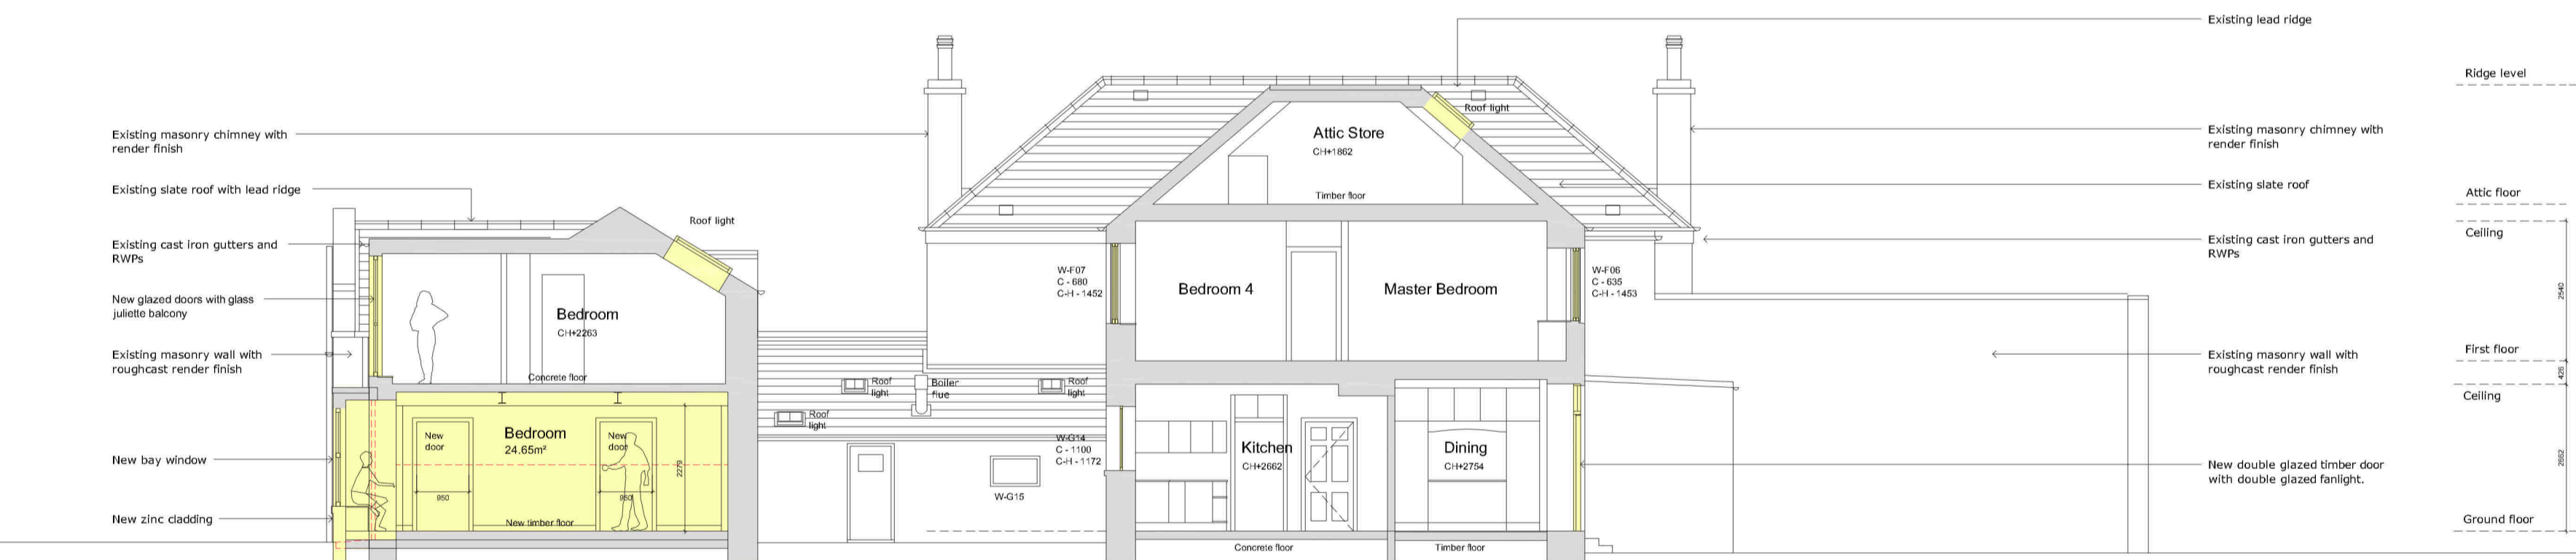 Existing lead ridge
Ridge level
Existing masonry chimney with
render finish
Existing slate roof with lead ridge
Existing cast iron gutters and
RWPs
New glazed doors with glass
juliette balcony
Existing masonry wall with
roughcast render finish
New bay window
New zinc cladding
Roof light
Bedroom
CH+2263
Concrete floor
New
door
Bedroom
24.65m²
New
door
950
950
2279
New timber floor
Roof
light
Boiler
flue
Roof
light
Roof
light
W-G15
W-F07
C - 680
C-H - 1452
W-G14
C - 1100
C-H - 1172
Attic Store
CH+1862
Timber floor
Roof light
Bedroom 4
Master Bedroom
W-F06
C - 635
C-H - 1453
Kitchen
CH+2662
Dining
CH+2754
Concrete floor
Timber floor
Existing masonry chimney with
render finish
Existing slate roof
Existing cast iron gutters and
RWPs
Existing masonry wall with
roughcast render finish
New double glazed timber door
with double glazed fanlight.
Attic floor
Ceiling
2540
First floor
426
Ceiling
2662
Ground floor